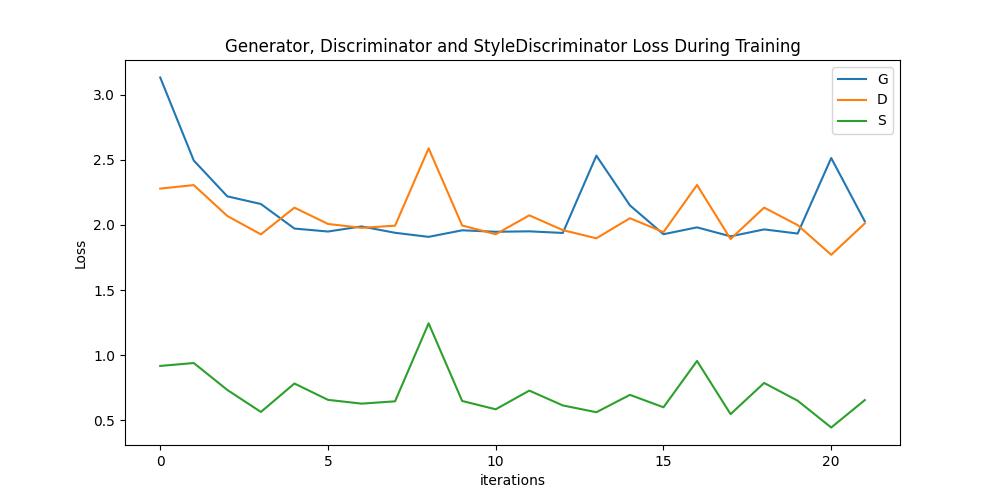 Generator, Discriminator and StyleDiscriminator Loss During Training
G
D
S
Loss
3.0
2.5
2.0
1.5
1.0
0.5
0 5 10 15 20
iterations